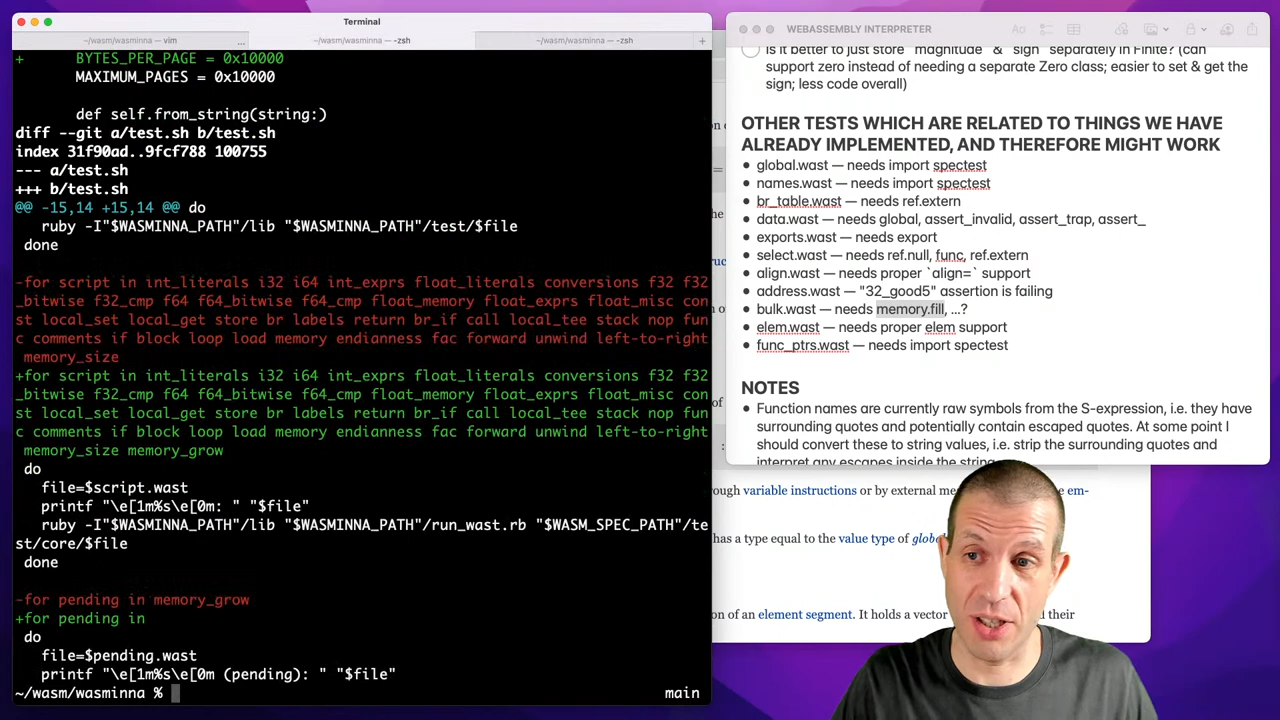 Terminal
~/wasm/wasminna — vim
...
~/wasm/wasminna — -zsh
~/wasm/wasminna — -zsh
+
+      BYTES_PER_PAGE = 0x10000
       MAXIMUM_PAGES = 0x10000
       def self.from_string(string:)
diff --git a/test.sh b/test.sh
index 31f90ad..9fcf788 100755
--- a/test.sh
+++ b/test.sh
@@ -15,14 +15,14 @@ do
   ruby -I"$WASMINNA_PATH"/lib "$WASMINNA_PATH"/test/$file
 done
-for script in int_literals i32 i64 int_exprs float_literals conversions f32 f32
_bitwise f32_cmp f64 f64_bitwise f64_cmp float_memory float_exprs float_misc con
st local_set local_get store br labels return br_if call local_tee stack nop fun
c comments if block loop load memory endianness fac forward unwind left-to-right
 memory_size
+for script in int_literals i32 i64 int_exprs float_literals conversions f32 f32
_bitwise f32_cmp f64 f64_bitwise f64_cmp float_memory float_exprs float_misc con
st local_set local_get store br labels return br_if call local_tee stack nop fun
c comments if block loop load memory endianness fac forward unwind left-to-right
 memory_size memory_grow
 do
   file=$script.wast
   printf "\e[1m%s\e[0m: " "$file"
   ruby -I"$WASMINNA_PATH"/lib "$WASMINNA_PATH"/run_wast.rb "$WASM_SPEC_PATH"/te
st/core/$file
 done
-for pending in memory_grow
+for pending in
 do
   file=$pending.wast
   printf "\e[1m%s\e[0m (pending): " "$file"
~/wasm/wasminna %
main
WEBASSEMBLY INTERPRETER
Is it better to just store "magnitude" & "sign" separately in Finite? (can
support zero instead of needing a separate Zero class; easier to set & get the
sign; less code overall)
OTHER TESTS WHICH ARE RELATED TO THINGS WE HAVE
ALREADY IMPLEMENTED, AND THEREFORE MIGHT WORK
• global.wast — needs import spectest
• names.wast — needs import spectest
• br_table.wast — needs ref.extern
• data.wast — needs global, assert_invalid, assert_trap, assert_
• exports.wast — needs export
• select.wast — needs ref.null, func, ref.extern
• align.wast — needs proper `align=` support
• address.wast — "32_good5" assertion is failing
• bulk.wast — needs memory.fill, ...?
• elem.wast — needs proper elem support
• func_ptrs.wast — needs import spectest
NOTES
• Function names are currently raw symbols from the S-expression, i.e. they have
surrounding quotes and potentially contain escaped quotes. At some point I
should convert these to string values, i.e. strip the surrounding quotes and
interpret any escapes inside the string
rough variable instructions or by external me
e em-
has a type equal to the value type of glob
on of an element segment. It holds a vector
their